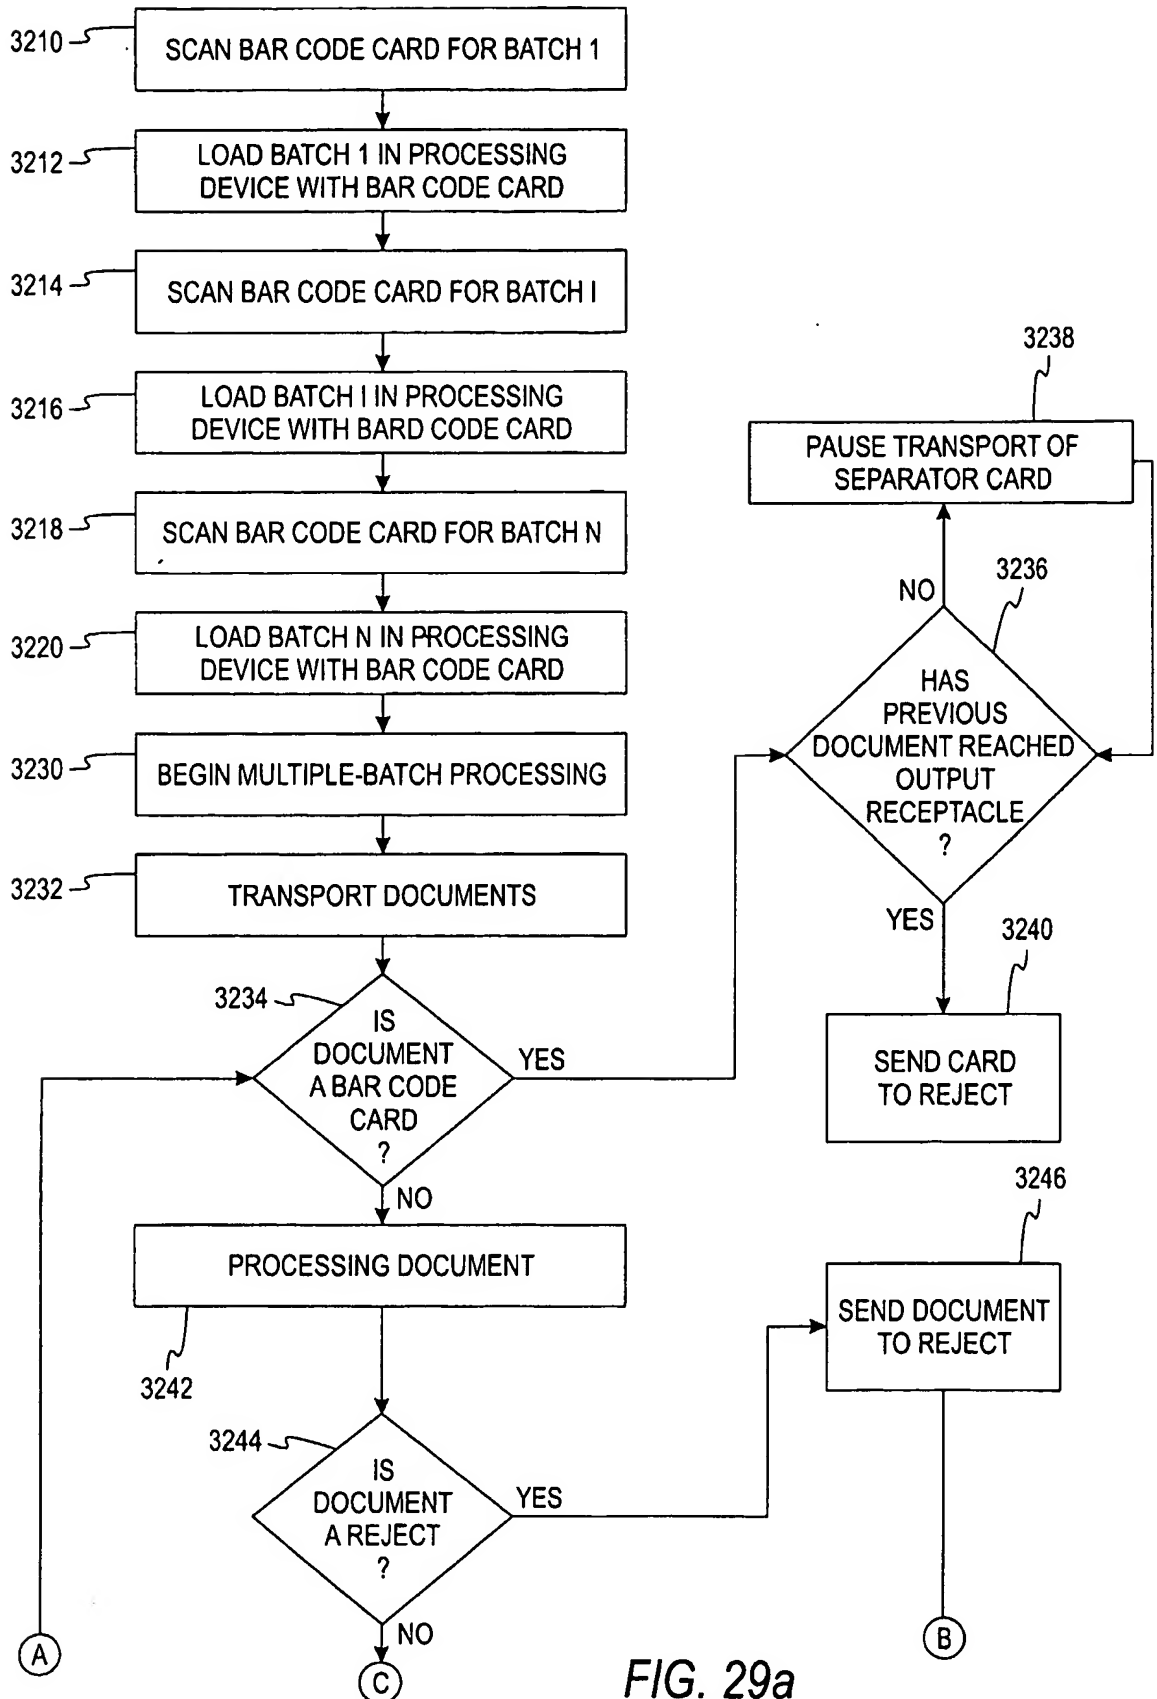 3210
SCAN BAR CODE CARD FOR BATCH 1
3212
LOAD BATCH 1 IN PROCESSING
DEVICE WITH BAR CODE CARD
3214
SCAN BAR CODE CARD FOR BATCH I
3216
LOAD BATCH I IN PROCESSING
DEVICE WITH BARD CODE CARD
3218
SCAN BAR CODE CARD FOR BATCH N
3220
LOAD BATCH N IN PROCESSING
DEVICE WITH BAR CODE CARD
3230
BEGIN MULTIPLE-BATCH PROCESSING
3232
TRANSPORT DOCUMENTS
3234
IS
DOCUMENT
A BAR CODE
CARD
?
YES
NO
3238
PAUSE TRANSPORT OF
SEPARATOR CARD
NO
3236
HAS
PREVIOUS
DOCUMENT REACHED
OUTPUT
RECEPTACLE
?
YES
3240
SEND CARD
TO REJECT
PROCESSING DOCUMENT
3242
3244
IS
DOCUMENT
A REJECT
?
YES
NO
3246
SEND DOCUMENT
TO REJECT
A
C
B
FIG. 29a